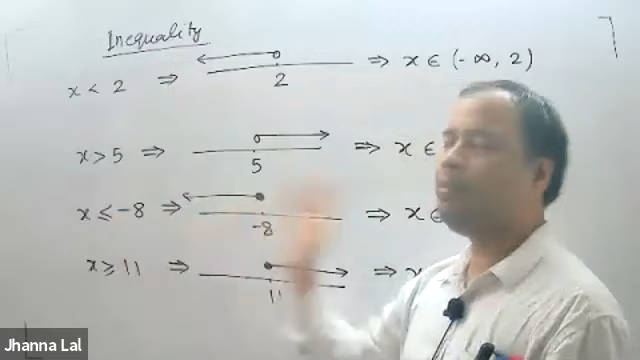 Inequality
x < 2 ⇒ 2 ⇒ x ∈ (-∞, 2)
x > 5 ⇒ 5 ⇒ x ∈
x ≤ -8 ⇒ -8 ⇒ x ∈
x ≥ 11 ⇒ 11 ⇒ x
Jhanna Lal